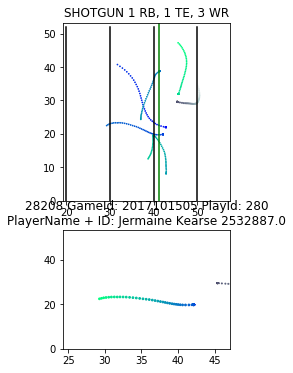 SHOTGUN 1 RB, 1 TE, 3 WR
50
40
30
20
10
0
20 30 40 50
28208 GameId: 2017101505 PlayId: 280
PlayerName + ID: Jermaine Kearse 2532887.0
40
20
0
25 30 35 40 45